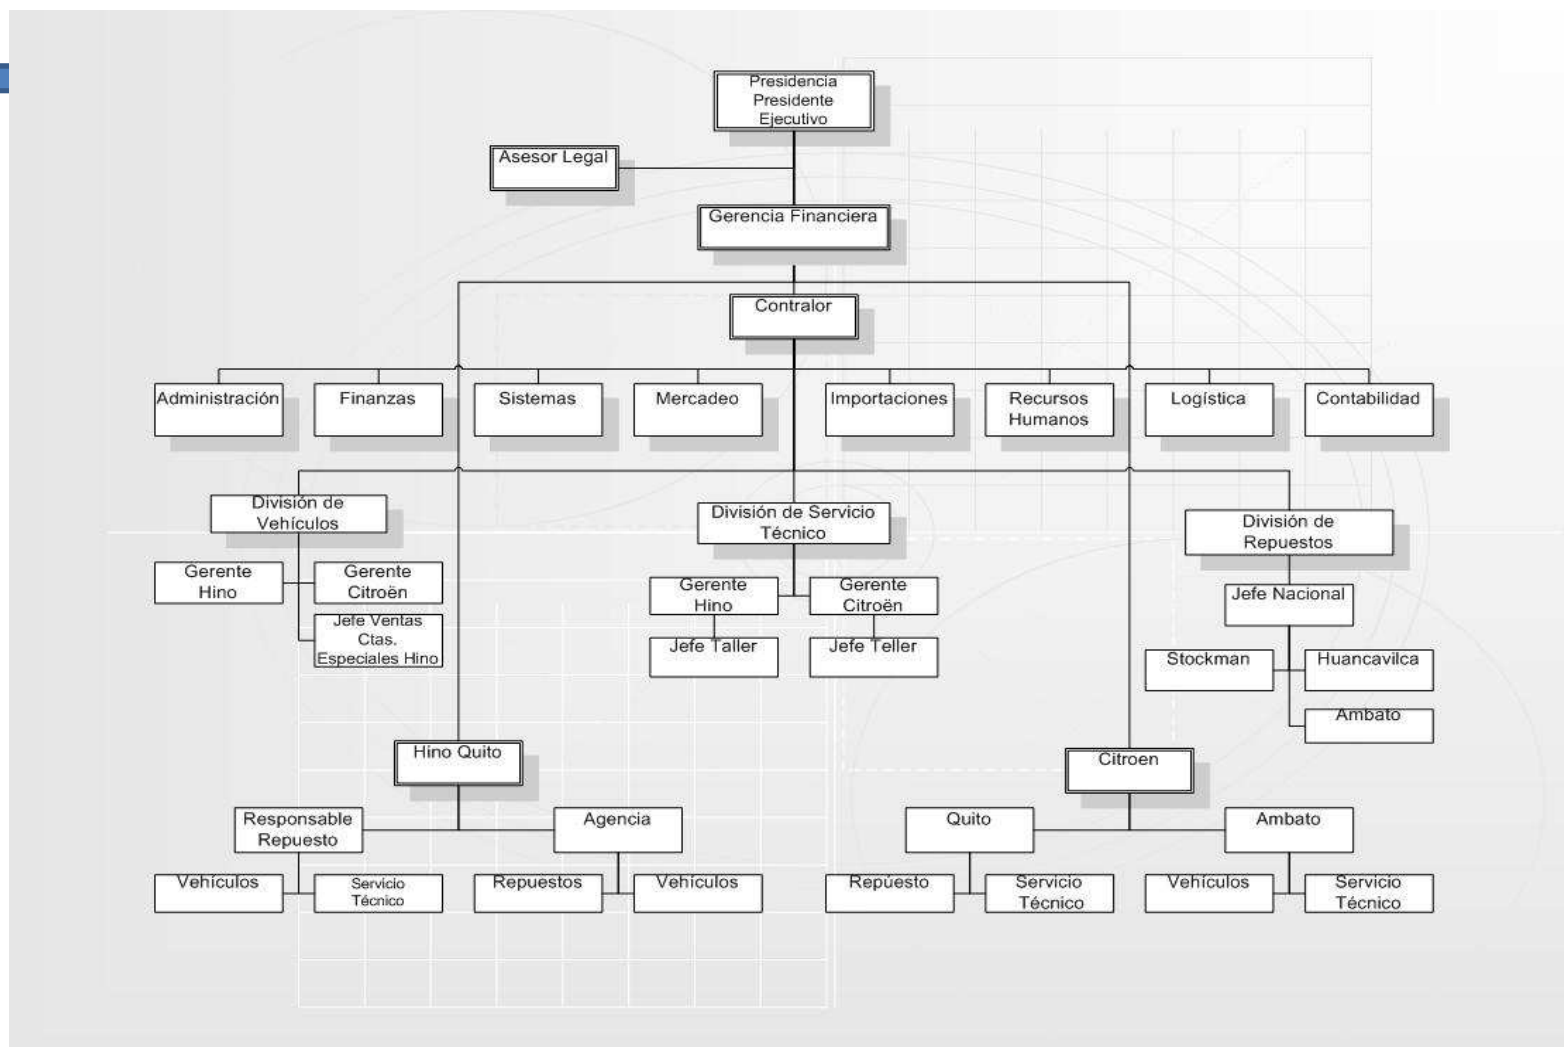 Presidencia
Presidente
Ejecutivo
Asesor Legal
Gerencia Financiera
Contralor
Administración
Finanzas
Sistemas
Mercadeo
Importaciones
Recursos
Humanos
Logística
Contabilidad
División de
Vehículos
División de Servicio
Técnico
División de
Repuestos
Gerente
Hino
Gerente
Citroën
Jefe Ventas
Ctas.
Especiales Hino
Gerente
Hino
Gerente
Citroën
Jefe Taller
Jefe Teller
Jefe Nacional
Stockman
Huancavilca
Ambato
Hino Quito
Citroen
Responsable
Repuesto
Agencia
Quito
Ambato
Vehículos
Servicio
Técnico
Repuestos
Vehículos
Repúesto
Servicio
Técnico
Vehículos
Servicio
Técnico